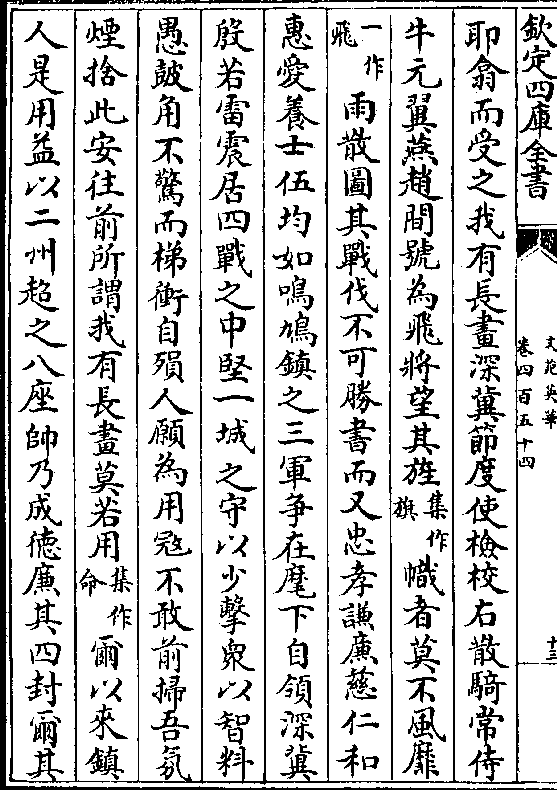 欽定四庫全書
文苑英華
卷四百五十四
十三
耶翕而受之我有長畫深冀節度使檢校右散騎常侍
牛元翼燕趙間號為飛將望其旌集作旗幟者莫不風靡
一作飛雨散圖其戰伐不可勝書而又忠孝謙廉慈仁和
惠愛養士伍均如鳴鳩鎮之三軍爭在麾下自領深冀
殷若雷震居四戰之中堅一城之守以少擊衆以智料
愚鼓角不驚而梯衝自殞人願為用冦不敢前掃吾氛
煙捨此安往前所謂我有長畫莫若用集作命爾以來鎮
人是用益以二州超之八座帥乃成德廉其四封爾其